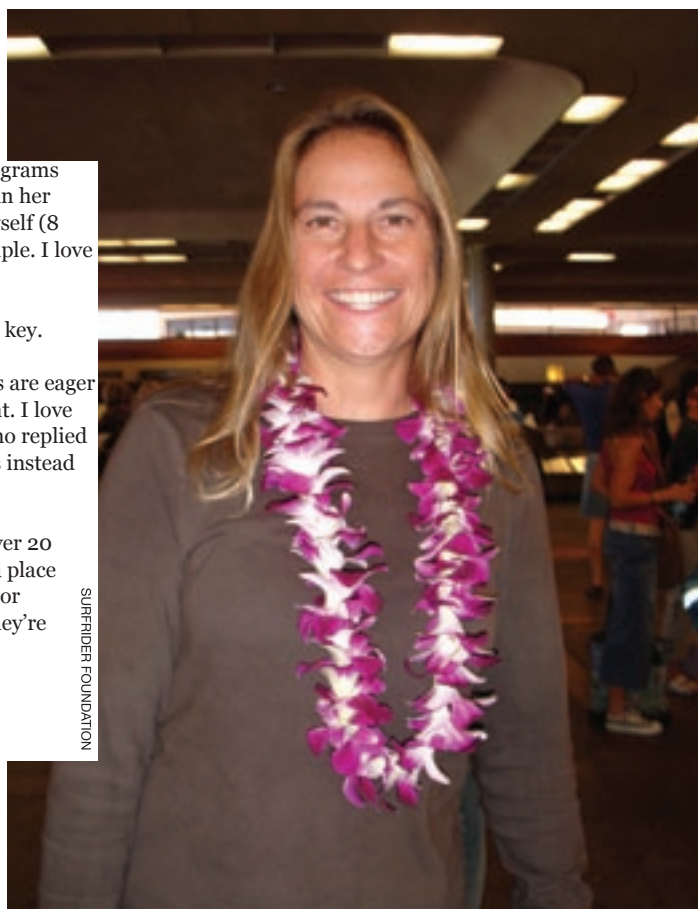 grams
n her
self (8
ple. I love
key.
s are eager
t. I love
no replied
s instead
ver 20
place
or
ey're
SURFRIDER FOUNDATION